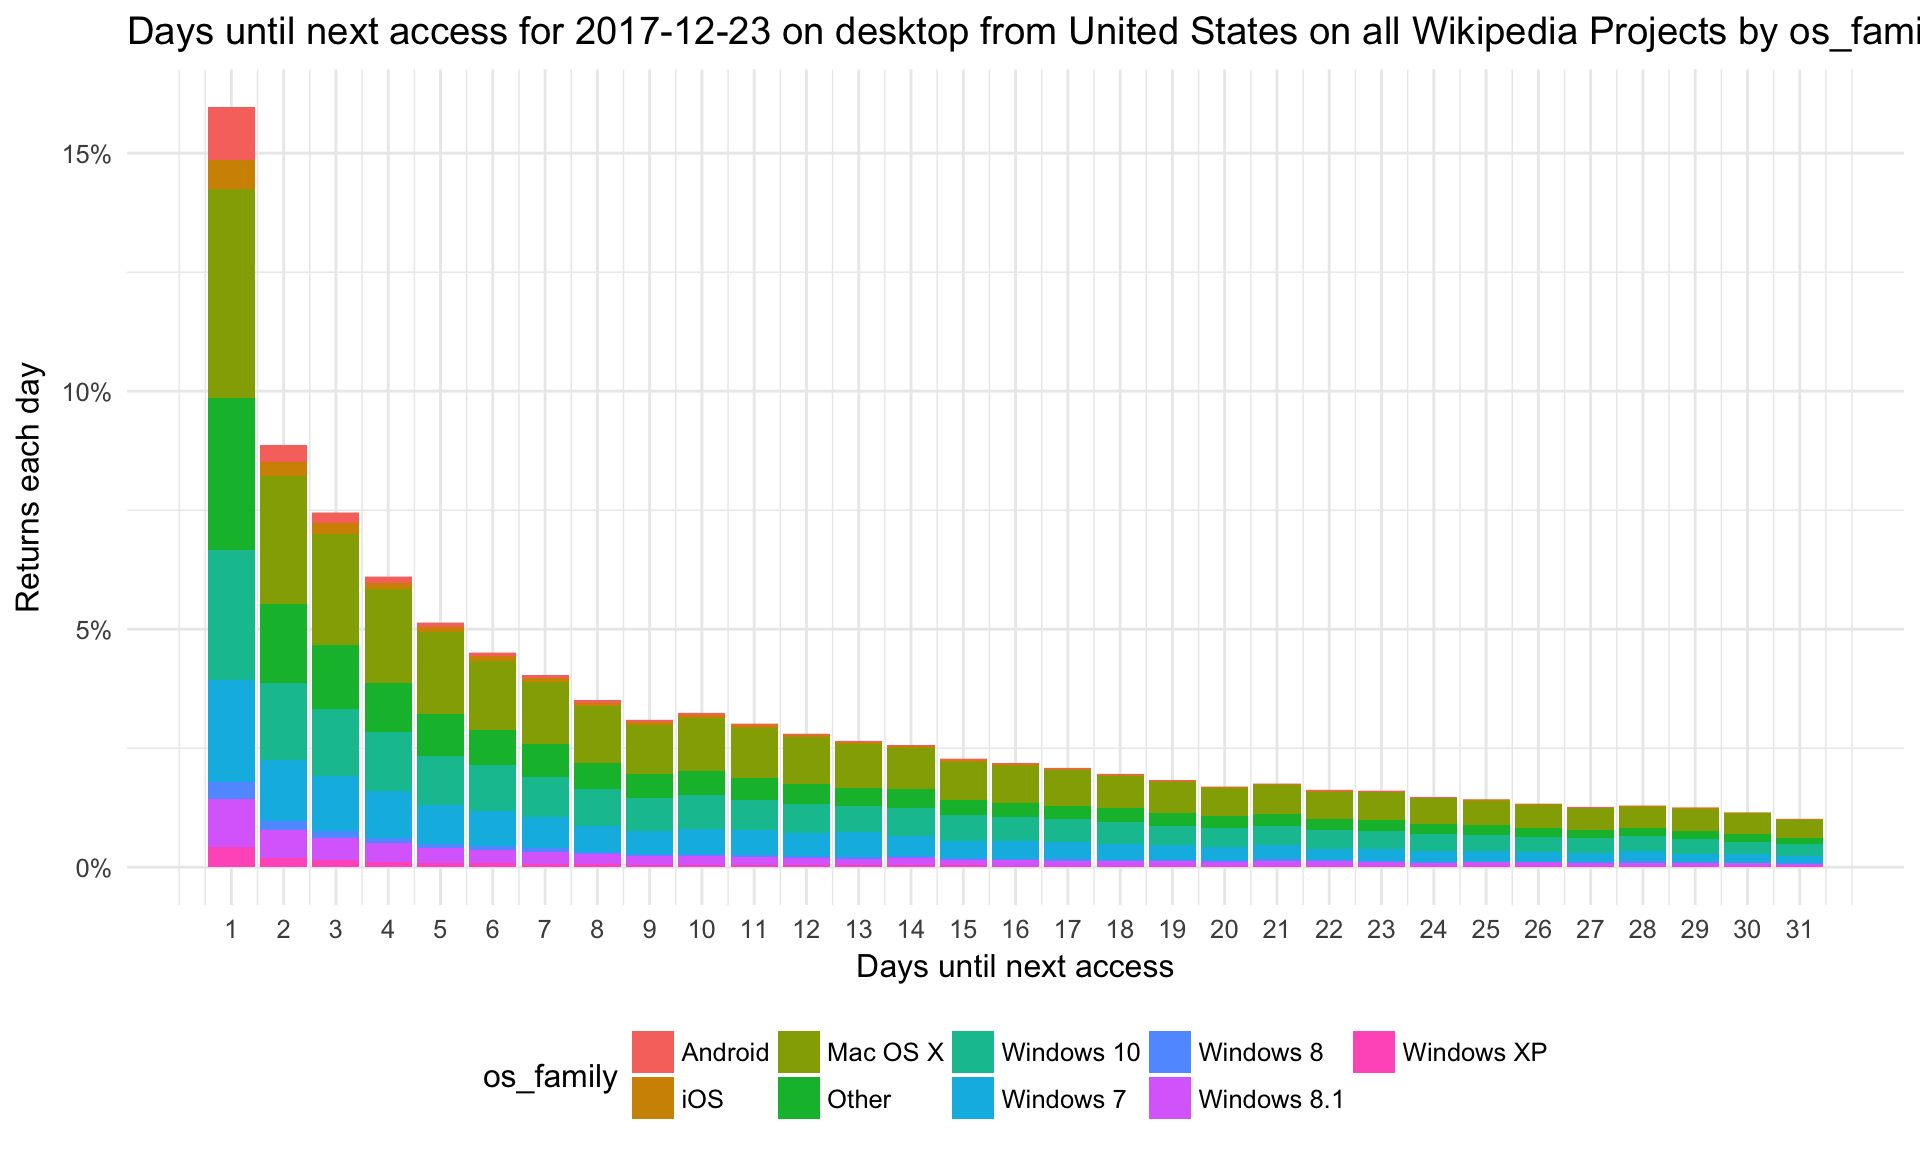 Days until next access for 2017-12-23 on desktop from United States on all Wikipedia Projects by os_fami
Returns each day
15%
10%
5%
0%
1 2 3 4 5 6 7 8 9 10 11 12 13 14 15 16 17 18 19 20 21 22 23 24 25 26 27 28 29 30 31
Days until next access
os_family
Android Mac OS X Windows 10 Windows 8 Windows XP
iOS Other Windows 7 Windows 8.1